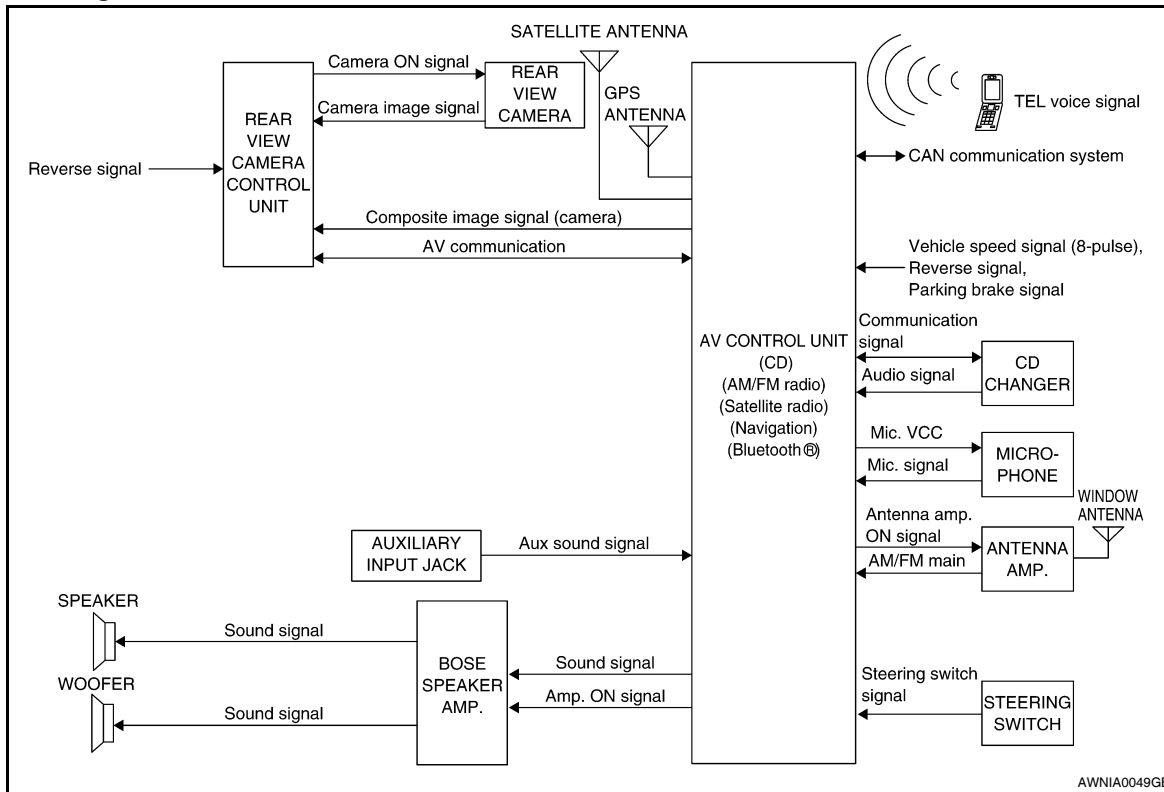 SATELLITE ANTENNA
Camera ON signal
REAR
VIEW
CAMERA
Camera image signal
GPS
ANTENNA
REAR
VIEW
CAMERA
CONTROL
UNIT
Reverse signal
Composite image signal (camera)
AV communication
TEL voice signal
CAN communication system
Vehicle speed signal (8-pulse),
Reverse signal,
Parking brake signal
AV CONTROL UNIT
(CD)
(AM/FM radio)
(Satellite radio)
(Navigation)
(Bluetooth®)
Communication
signal
Audio signal
CD
CHANGER
Mic. VCC
Mic. signal
MICRO-
PHONE
WINDOW
ANTENNA
Antenna amp.
ON signal
AM/FM main
ANTENNA
AMP.
AUXILIARY
INPUT JACK
Aux sound signal
SPEAKER
Sound signal
WOOFER
Sound signal
BOSE
SPEAKER
AMP.
Sound signal
Amp. ON signal
Steering switch
signal
STEERING
SWITCH